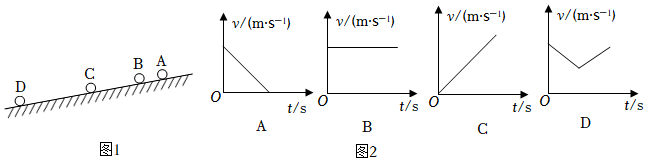 D C B A
图1
v/(m·s⁻¹)
O
t/s
A
v/(m·s⁻¹)
O
t/s
B
v/(m·s⁻¹)
O
t/s
C
v/(m·s⁻¹)
O
t/s
D
图2